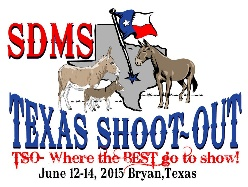 SDMS
TEXAS SHOOT-OUT
TSO- Where the BEST go to show!
June 12-14, 2015 Bryan,Texas